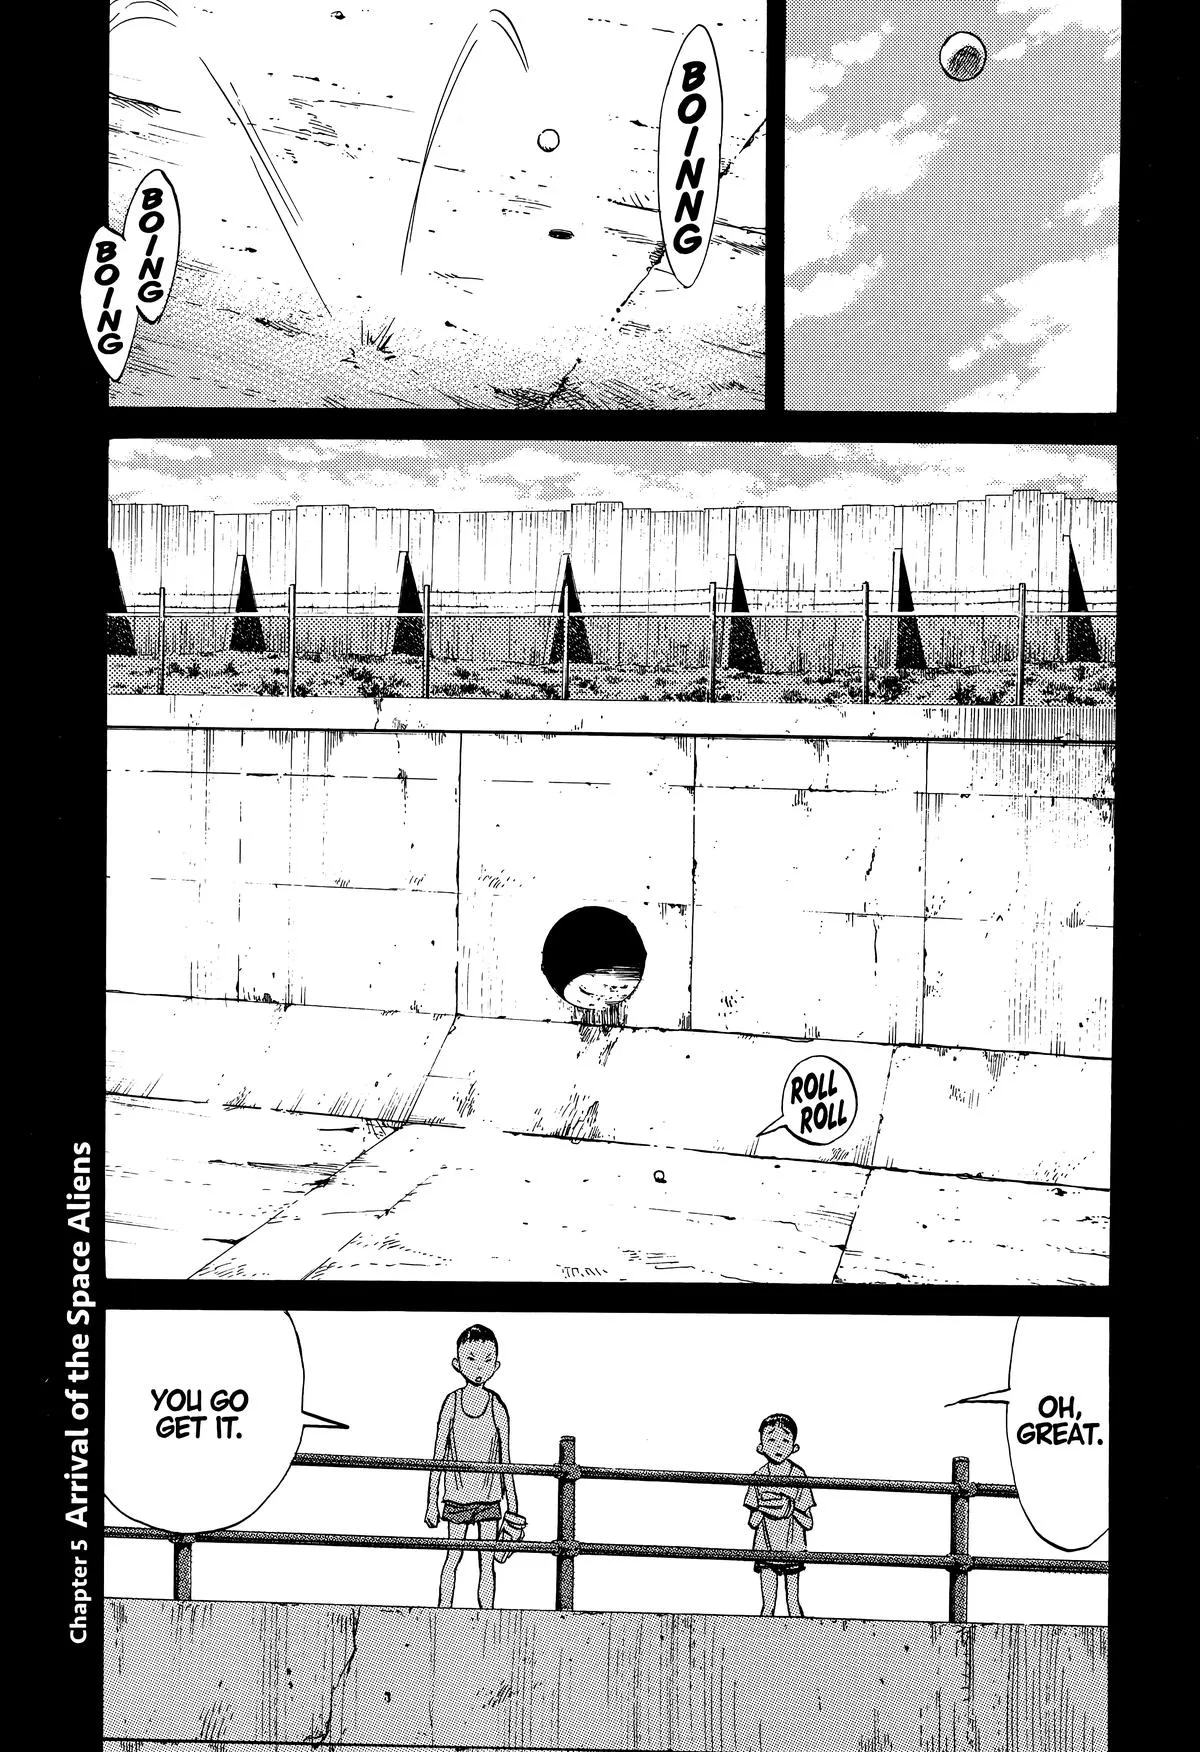 BOINNG
BOING
BOING
ROLL
ROLL
OH,
GREAT.
YOU GO
GET IT.
Chapter 5 Arrival of the Space Aliens